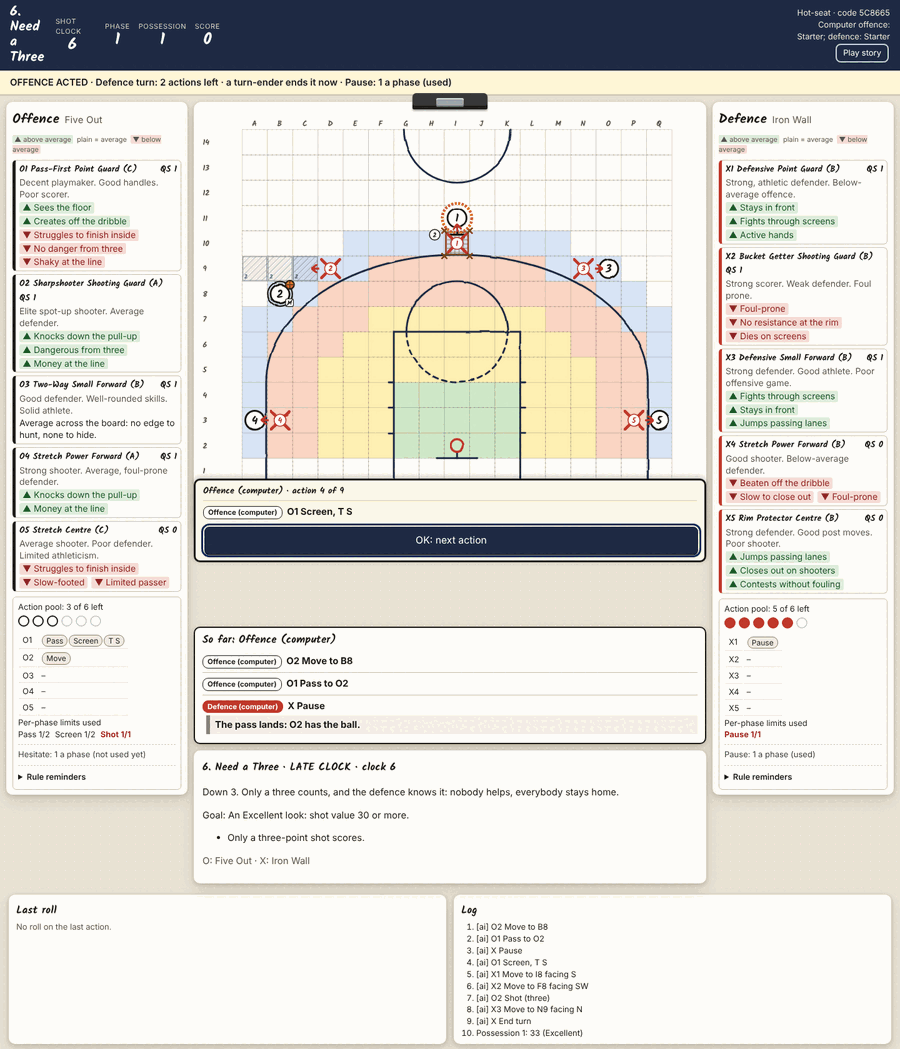 6.
Need
a
Three
SHOT
CLOCK
6
PHASE
1
POSSESSION
1
SCORE
0
Hot-seat · code 5C8665
Computer offence:
Starter; defence: Starter
Play story
OFFENCE ACTED · Defence turn: 2 actions left · a turn-ender ends it now · Pause: 1 a phase (used)
Offence Five Out
▲ above average plain = average ▼ below
average
O1 Pass-First Point Guard (C) QS 1
Decent playmaker. Good handles.
Poor scorer.
▲ Sees the floor
▲ Creates off the dribble
▼ Struggles to finish inside
▼ No danger from three
▼ Shaky at the line
O2 Sharpshooter Shooting Guard (A)
QS 1
Elite spot-up shooter. Average
defender.
▲ Knocks down the pull-up
▲ Dangerous from three
▲ Money at the line
O3 Two-Way Small Forward (B) QS 1
Good defender. Well-rounded skills.
Solid athlete.
Average across the board: no edge to
hunt, none to hide.
O4 Stretch Power Forward (A) QS 1
Strong shooter. Average, foul-prone
defender.
▲ Knocks down the pull-up
▲ Money at the line
O5 Stretch Centre (C) QS 0
Average shooter. Poor defender.
Limited athleticism.
▼ Struggles to finish inside
▼ Slow-footed ▼ Limited passer
Action pool: 3 of 6 left
O1 Pass Screen T S
O2 Move
O3 –
O4 –
O5 –
Per-phase limits used
Pass 1/2 Screen 1/2 Shot 1/1
Hesitate: 1 a phase (not used yet)
▶ Rule reminders
A B C D E F G H I J K L M N O P Q
14
13
12
11
10
9
8
7
6
5
4
3
2
1
1
2
1
2 2 2
2
3
3
2
4
4
5
5
Offence (computer) · action 4 of 9
Offence (computer) O1 Screen, T S
OK: next action
So far: Offence (computer)
Offence (computer) O2 Move to B8
Offence (computer) O1 Pass to O2
Defence (computer) X Pause
The pass lands: O2 has the ball.
6. Need a Three · LATE CLOCK · clock 6
Down 3. Only a three counts, and the defence knows it: nobody helps, everybody stays home.
Goal: An Excellent look: shot value 30 or more.
• Only a three-point shot scores.
O: Five Out · X: Iron Wall
Defence Iron Wall
▲ above average plain = average ▼ below
average
X1 Defensive Point Guard (B) QS 1
Strong, athletic defender. Below-
average offence.
▲ Stays in front
▲ Fights through screens
▲ Active hands
X2 Bucket Getter Shooting Guard (B)
QS 1
Strong scorer. Weak defender. Foul
prone.
▼ Foul-prone
▼ No resistance at the rim
▼ Dies on screens
X3 Defensive Small Forward (B) QS 1
Strong defender. Good athlete. Poor
offensive game.
▲ Fights through screens
▲ Stays in front
▲ Jumps passing lanes
X4 Stretch Power Forward (B) QS 0
Good shooter. Below-average
defender.
▼ Beaten off the dribble
▼ Slow to close out ▼ Foul-prone
X5 Rim Protector Centre (B) QS 1
Strong defender. Good post moves.
Poor shooter.
▲ Jumps passing lanes
▲ Closes out on shooters
▲ Contests without fouling
Action pool: 5 of 6 left
X1 Pause
X2 –
X3 –
X4 –
X5 –
Per-phase limits used
Pause 1/1
Pause: 1 a phase (used)
▶ Rule reminders
Last roll
No roll on the last action.
Log
1. [ai] O2 Move to B8
2. [ai] O1 Pass to O2
3. [ai] X Pause
4. [ai] O1 Screen, T S
5. [ai] X1 Move to I8 facing S
6. [ai] X2 Move to F8 facing SW
7. [ai] O2 Shot (three)
8. [ai] X3 Move to N9 facing N
9. [ai] X End turn
10. Possession 1: 33 (Excellent)